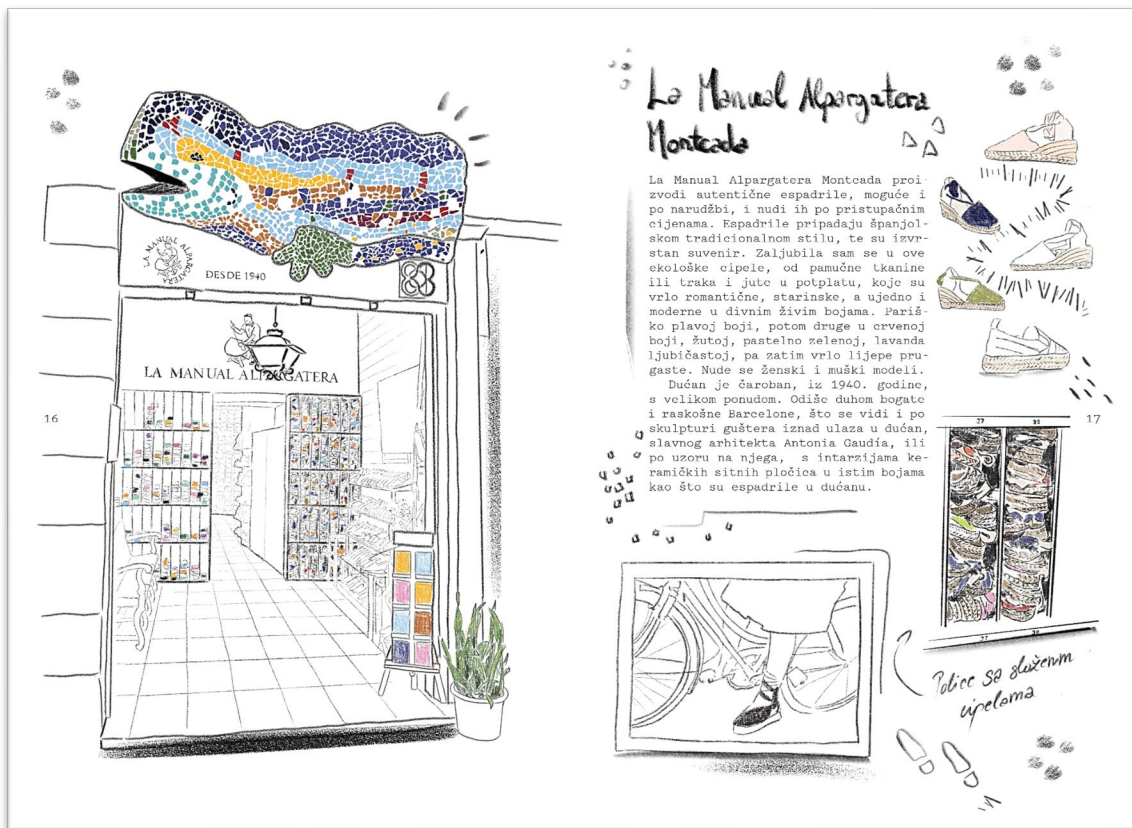 LA MANUAL ALPARGATERA
DESDE 1940
LA MANUAL ALPARGATERA
16
La Manual Alpargatera
Montcada
La Manual Alpargatera Montcada proi-
zvodi autentične espadrile, moguće i
po narudžbi, i nudi ih po pristupačnim
cijenama. Espadrile pripadaju španjol-
skom tradicionalnom stilu, te su izvr-
stan suvenir. Zaljubila sam se u ove
ekološke cipele, od pamučne tkanine
ili traka i jute u potplatu, koje su
vrlo romantične, starinske, a ujedno i
moderne u divnim živim bojama. Pariš-
ko plavoj boji, potom druge u crvenoj
boji, žutoj, pastelno zelenoj, lavanda
ljubičastoj, pa zatim vrlo lijepe pru-
gaste. Nude se ženski i muški modeli.
Dućan je čaroban, iz 1940. godine,
s velikom ponudom. Odiše duhom bogate
i raskošne Barcelone, što se vidi i po
skulpturi guštera iznad ulaza u dućan,
slavnog arhitekta Antonia Gaudía, ili
po uzoru na njega, s intarzijama ke-
ramičkih sitnih pločica u istim bojama
kao što su espadrile u dućanu.
17
Police sa složenim
cipelama